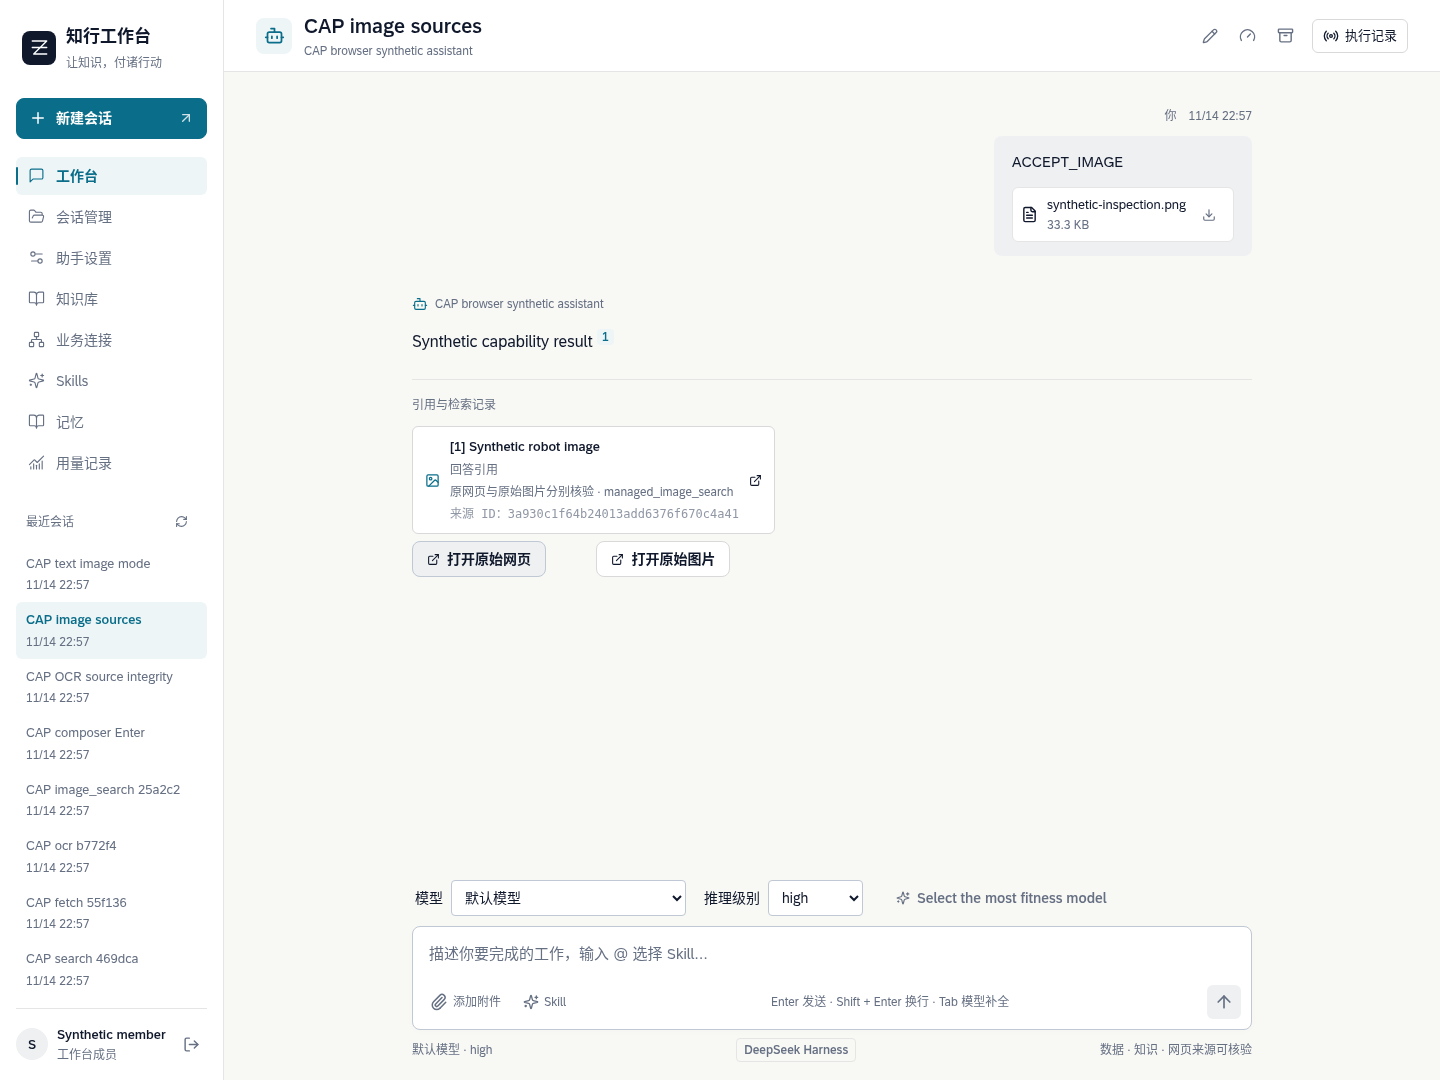 知行工作台
让知识，付诸行动
新建会话
工作台
会话管理
助手设置
知识库
业务连接
Skills
记忆
用量记录
最近会话
CAP text image mode
11/14 22:57
CAP image sources
11/14 22:57
CAP OCR source integrity
11/14 22:57
CAP composer Enter
11/14 22:57
CAP image_search 25a2c2
11/14 22:57
CAP ocr b772f4
11/14 22:57
CAP fetch 55f136
11/14 22:57
CAP search 469dca
11/14 22:57
S
Synthetic member
工作台成员
CAP image sources
CAP browser synthetic assistant
执行记录
你 11/14 22:57
ACCEPT_IMAGE
synthetic-inspection.png
33.3 KB
CAP browser synthetic assistant
Synthetic capability result 1
引用与检索记录
[1] Synthetic robot image
回答引用
原网页与原始图片分别核验 · managed_image_search
来源 ID: 3a930c1f64b24013add6376f670c4a41
打开原始网页 打开原始图片
模型 默认模型 推理级别 high Select the most fitness model
描述你要完成的工作，输入 @ 选择 Skill...
添加附件 Skill Enter 发送 · Shift + Enter 换行 · Tab 模型补全
默认模型 · high DeepSeek Harness 数据 · 知识 · 网页来源可核验